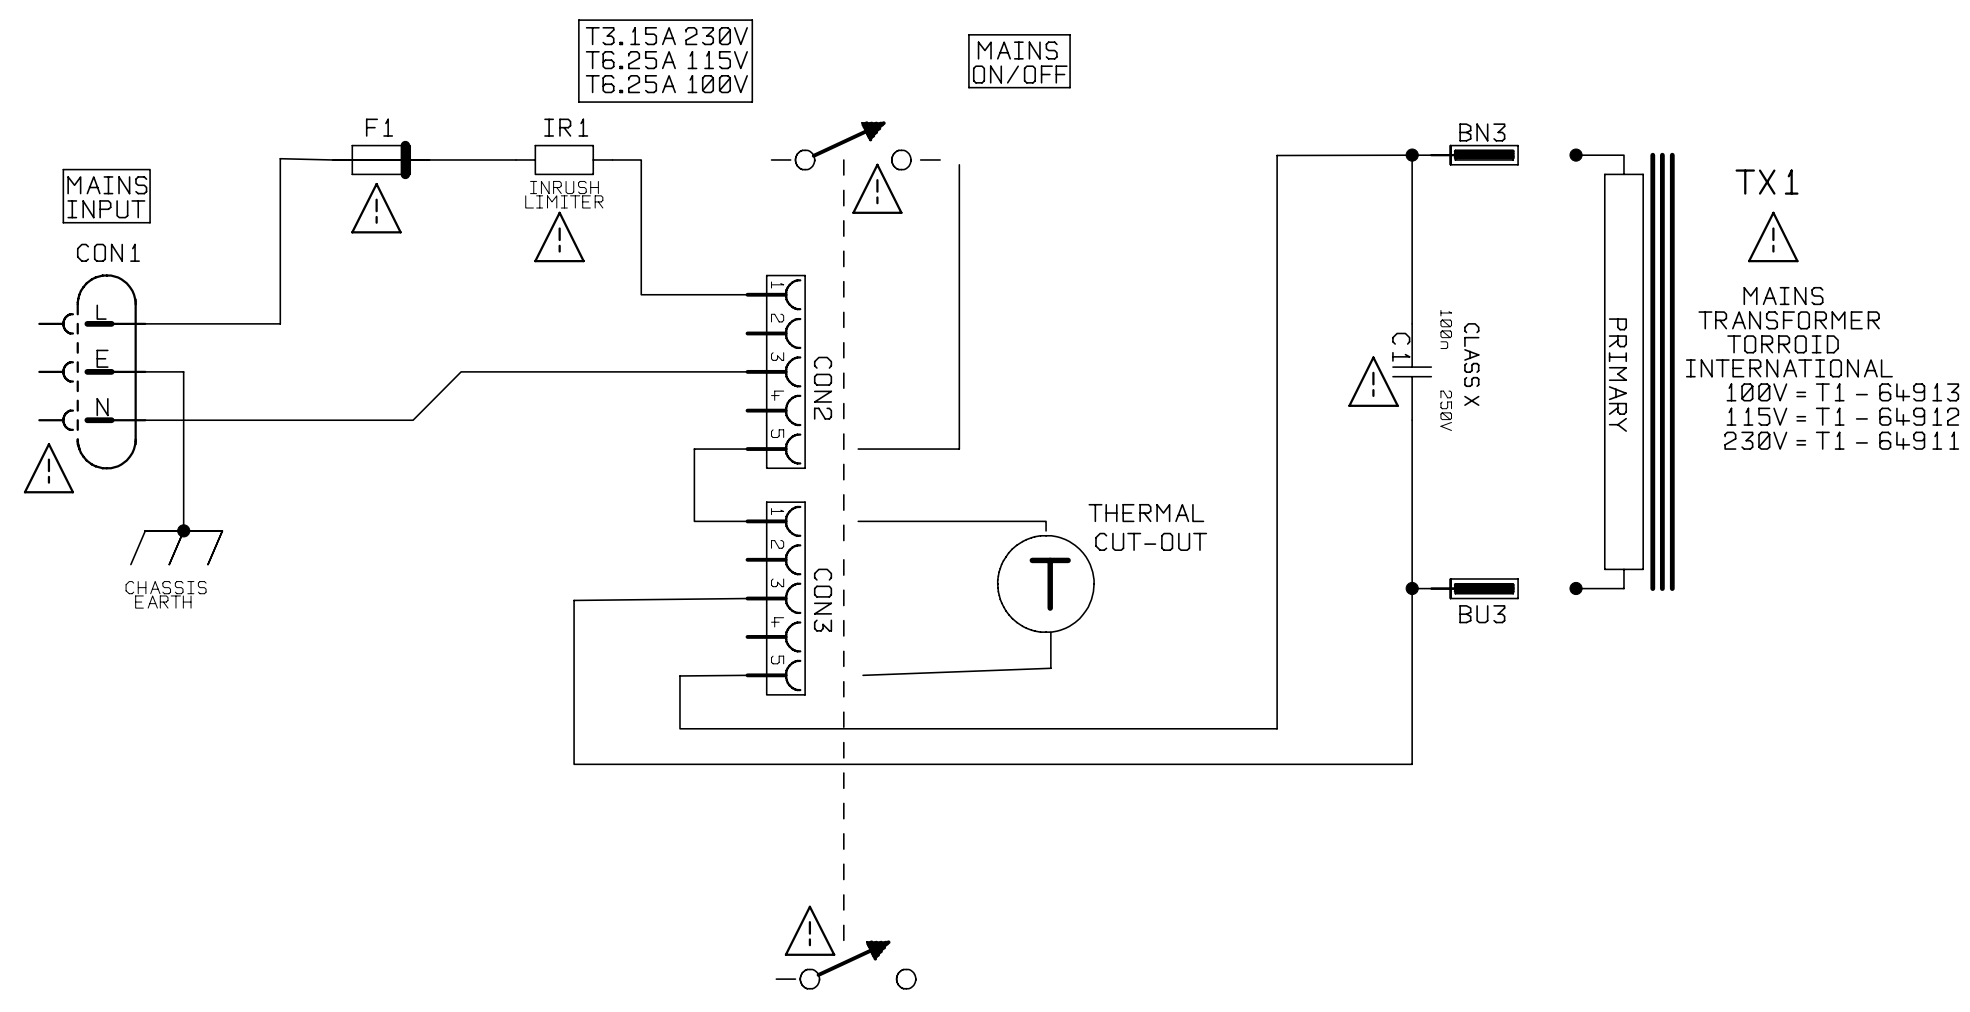 T3.15A 230V
T6.25A 115V
T6.25A 100V
MAINS
ON/OFF
F1
IR1
INRUSH
LIMITER
MAINS
INPUT
CON1
L
E
N
CHASSIS
EARTH
1
2
3
4
5
CON2
1
2
3
4
5
CON3
THERMAL
CUT-OUT
T
BN3
C1
100n 250V
CLASS X
BU3
PRIMARY
TX1
MAINS
TRANSFORMER
TORROID
INTERNATIONAL
100V = T1 - 64913
115V = T1 - 64912
230V = T1 - 64911